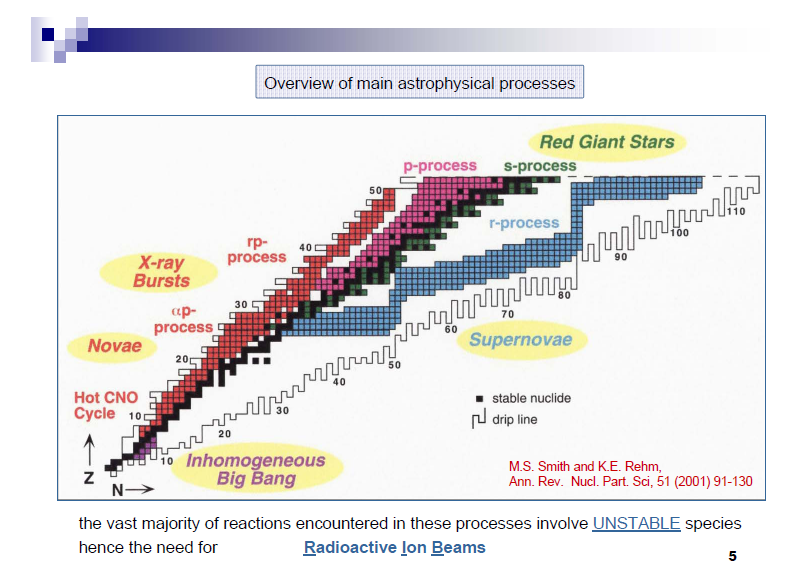 Overview of main astrophysical processes
Red Giant Stars
p-process
s-process
50
r-process
110
100
90
rp-
process
40
X-ray
Bursts
80
30
αp-
process
70
60
Supernovae
Novae
20
50
40
Hot CNO
Cycle
10
30
stable nuclide
drip line
20
10
Inhomogeneous
Big Bang
Z
N
M.S. Smith and K.E. Rehm,
Ann. Rev. Nucl. Part. Sci, 51 (2001) 91-130
the vast majority of reactions encountered in these processes involve UNSTABLE species
hence the need for Radioactive Ion Beams
5